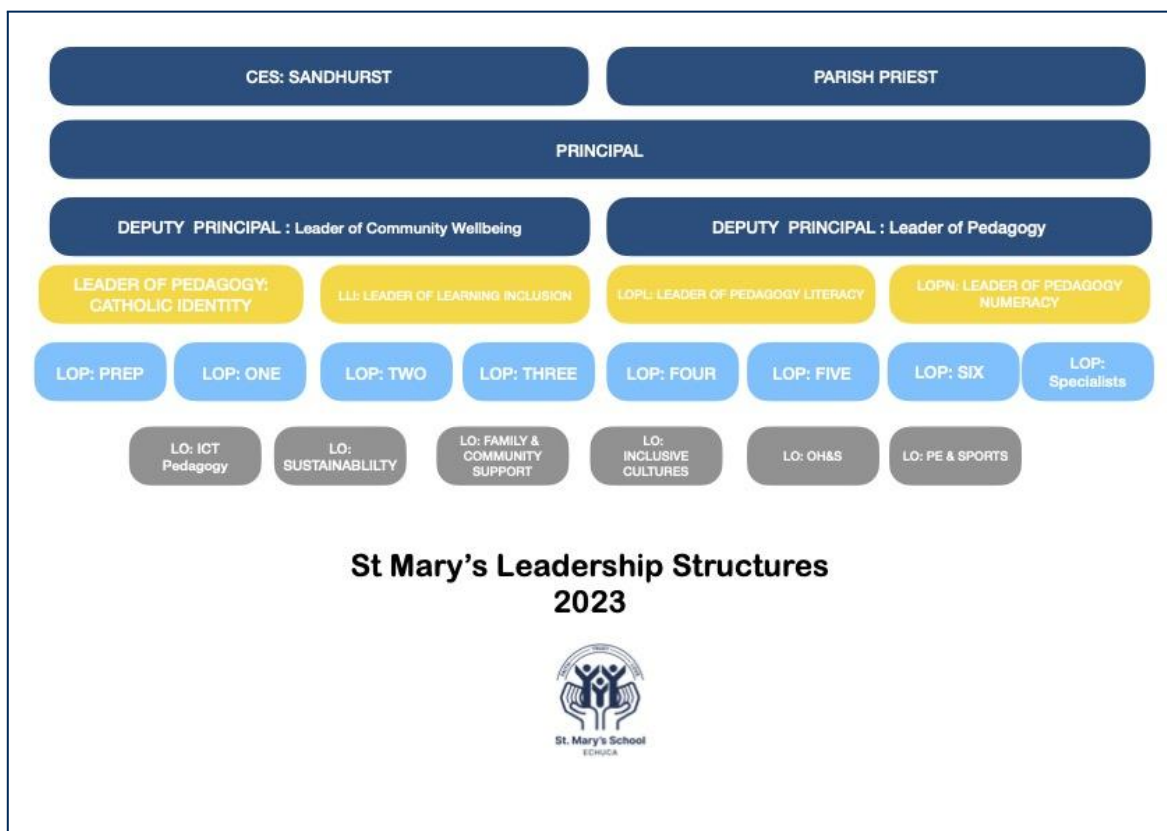 CES: SANDHURST
PARISH PRIEST
PRINCIPAL
DEPUTY PRINCIPAL : Leader of Community Wellbeing
DEPUTY PRINCIPAL : Leader of Pedagogy
LEADER OF PEDAGOGY:
CATHOLIC IDENTITY
LLI: LEADER OF LEARNING INCLUSION
LOPL: LEADER OF PEDAGOGY LITERACY
LOPN: LEADER OF PEDAGOGY
NUMERACY
LOP: PREP
LOP: ONE
LOP: TWO
LOP: THREE
LOP: FOUR
LOP: FIVE
LOP: SIX
LOP:
Specialists
LO: ICT
Pedagogy
LO:
SUSTAINABLILTY
LO: FAMILY &
COMMUNITY
SUPPORT
LO:
INCLUSIVE
CULTURES
LO: OH&S
LO: PE & SPORTS
St Mary's Leadership Structures
2023
St. Mary's School
ECHUCA